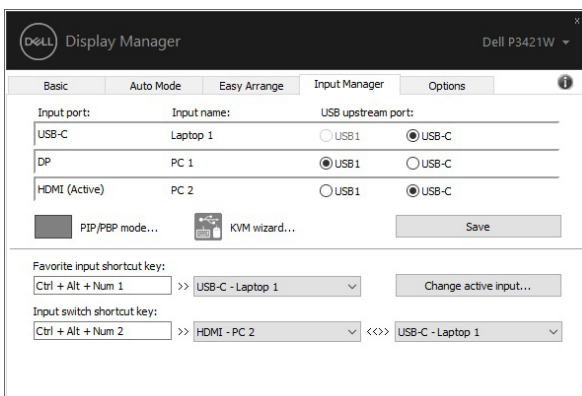 x
DELL Display Manager Dell P3421W
Basic Auto Mode Easy Arrange Input Manager Options i
Input port: Input name: USB upstream port:
USB-C Laptop 1 USB1 USB-C
DP PC 1 USB1 USB-C
HDMI (Active) PC 2 USB1 USB-C
PIP/PBP mode... KVM wizard... Save
Favorite input shortcut key:
Ctrl + Alt + Num 1 >> USB-C - Laptop 1 Change active input...
Input switch shortcut key:
Ctrl + Alt + Num 2 >> HDMI - PC 2 <<>> USB-C - Laptop 1